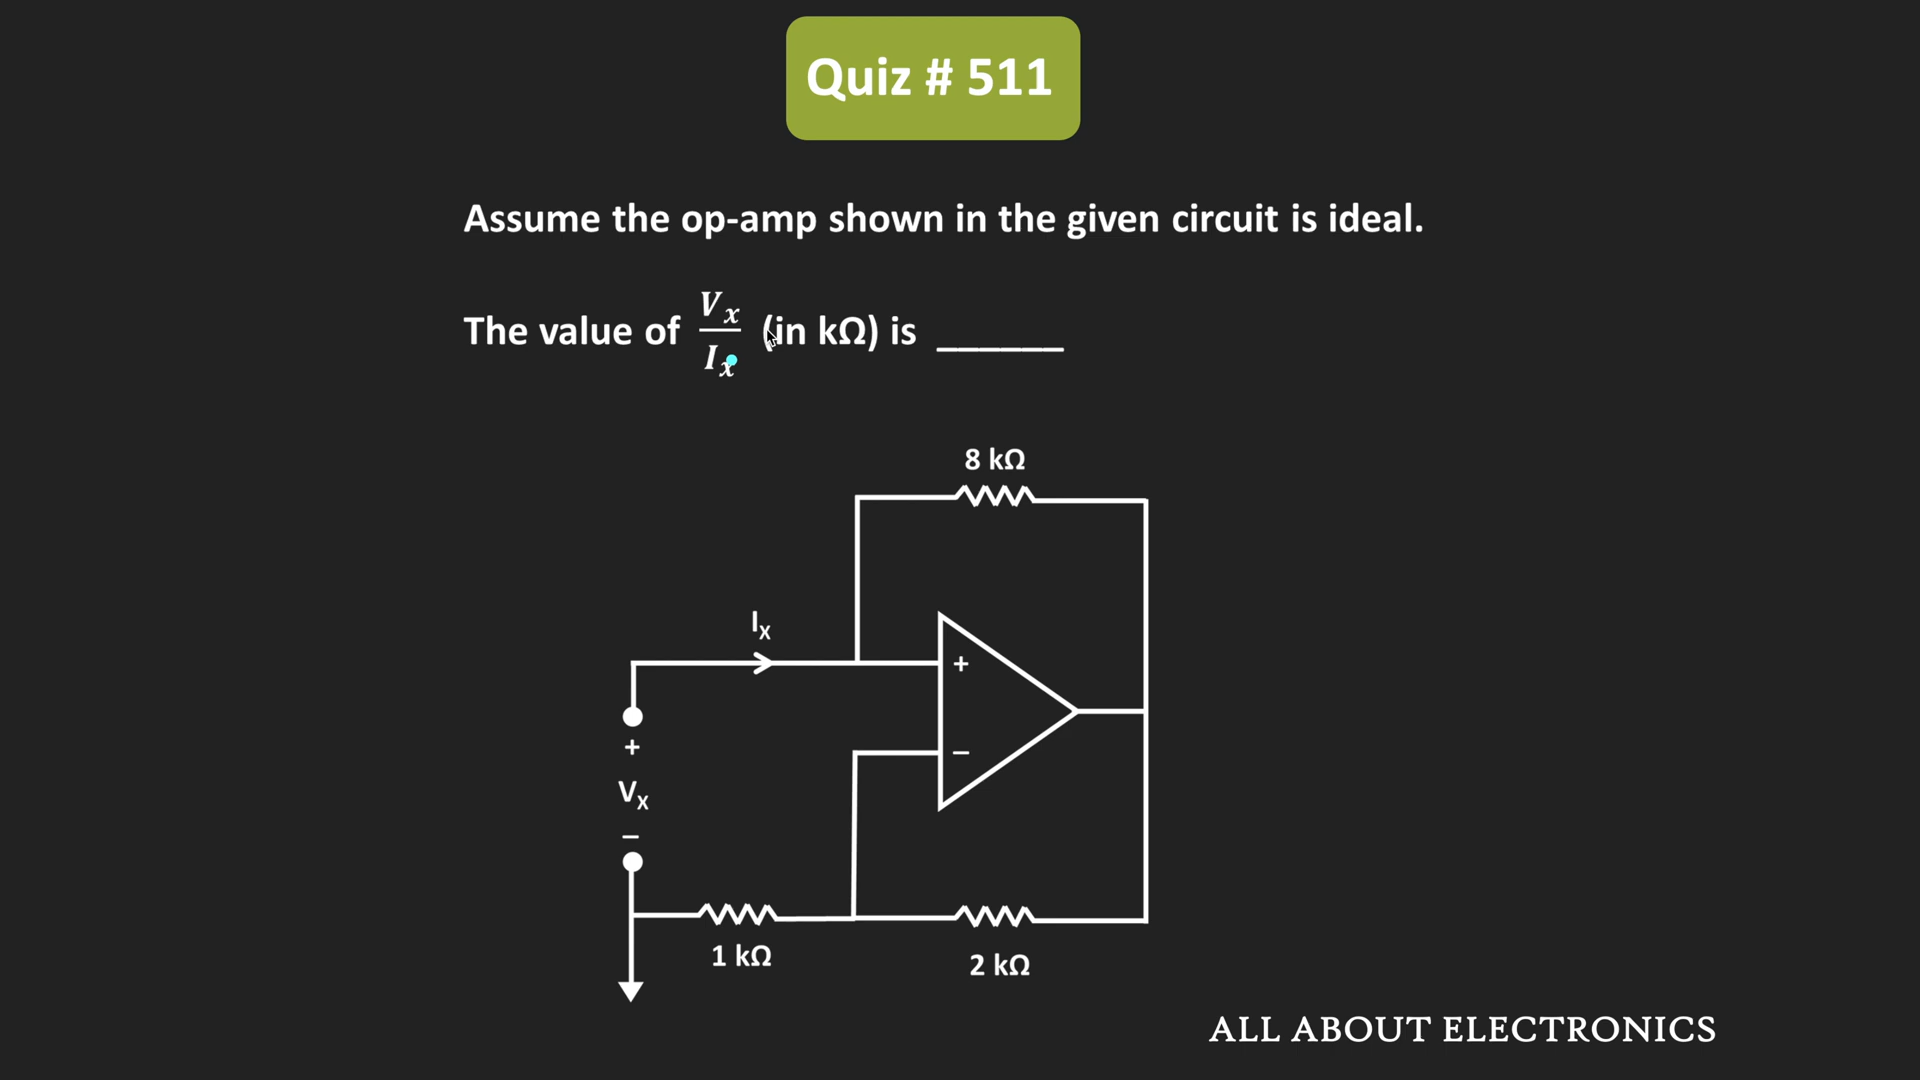 Quiz # 511
Assume the op-amp shown in the given circuit is ideal.
The value of Vx/Ix (in kΩ) is ______
8 kΩ
IX
+
+
–
VX
–
1 kΩ
2 kΩ
ALL ABOUT ELECTRONICS